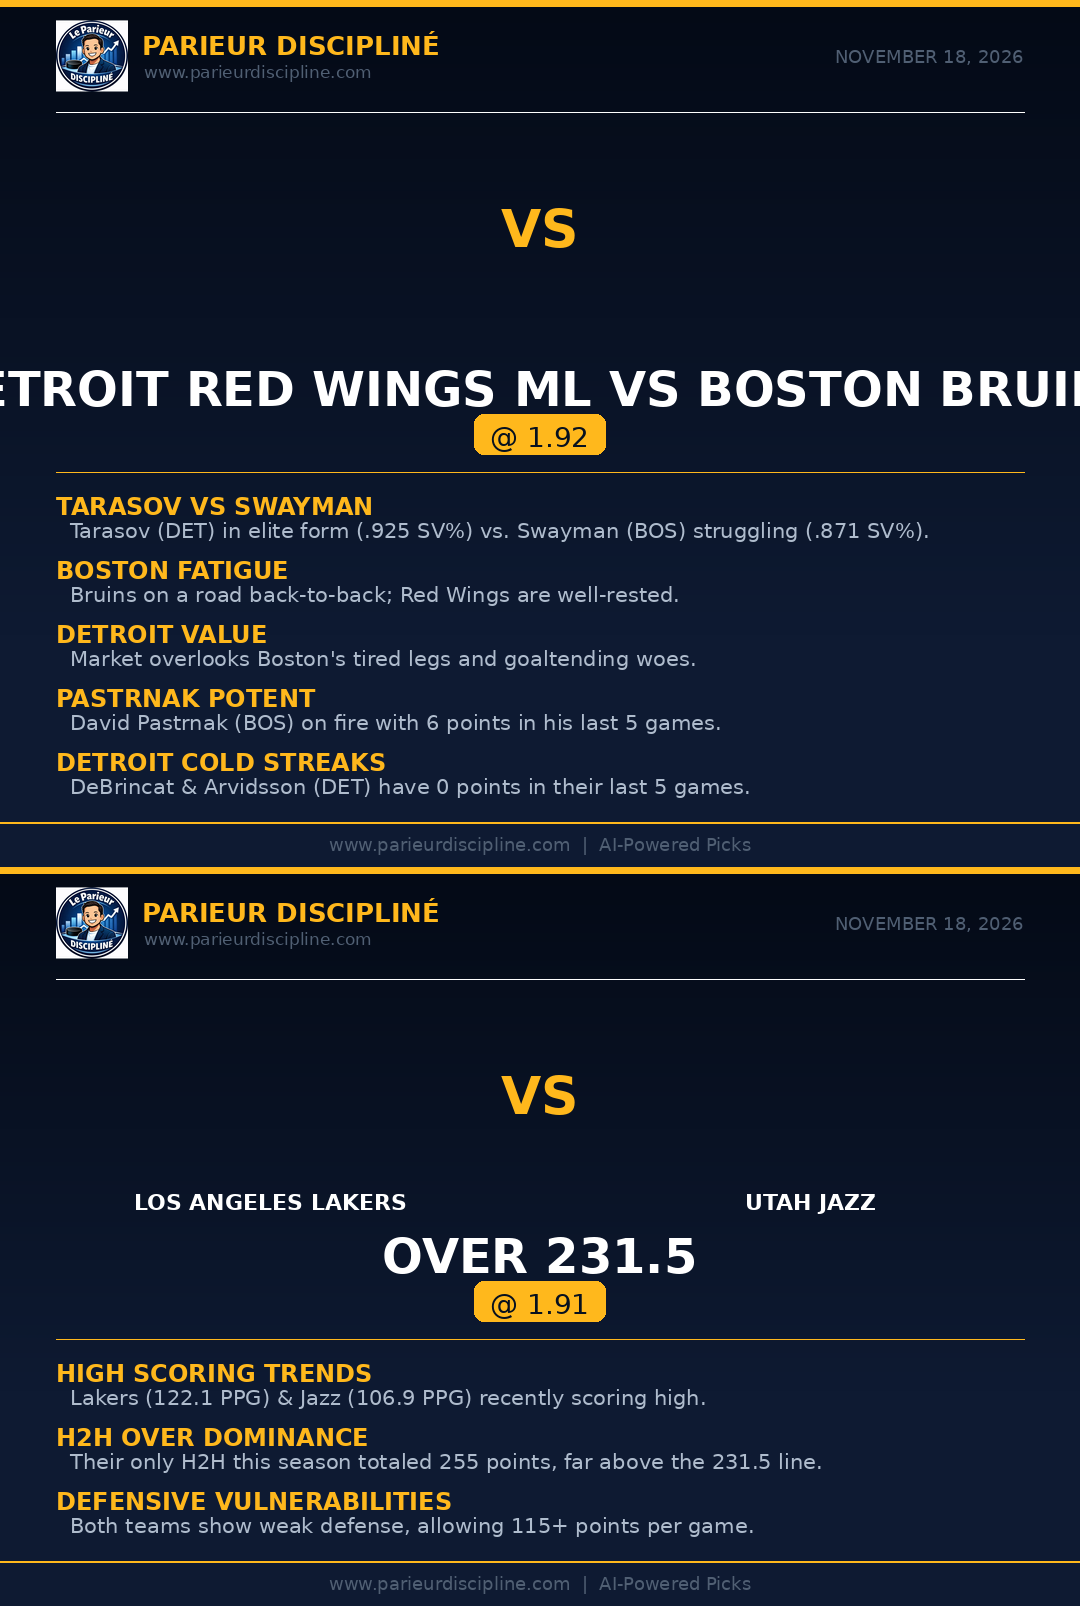 Le Parieur
DISCIPLINÉ
PARIEUR DISCIPLINÉ
www.parieurdiscipline.com
NOVEMBER 18, 2026
VS
ETROIT RED WINGS ML VS BOSTON BRUI
@ 1.92
TARASOV VS SWAYMAN
Tarasov (DET) in elite form (.925 SV%) vs. Swayman (BOS) struggling (.871 SV%).
BOSTON FATIGUE
Bruins on a road back-to-back; Red Wings are well-rested.
DETROIT VALUE
Market overlooks Boston's tired legs and goaltending woes.
PASTRNAK POTENT
David Pastrnak (BOS) on fire with 6 points in his last 5 games.
DETROIT COLD STREAKS
DeBrincat & Arvidsson (DET) have 0 points in their last 5 games.
www.parieurdiscipline.com | AI-Powered Picks
Le Parieur
DISCIPLINÉ
PARIEUR DISCIPLINÉ
www.parieurdiscipline.com
NOVEMBER 18, 2026
VS
LOS ANGELES LAKERS
UTAH JAZZ
OVER 231.5
@ 1.91
HIGH SCORING TRENDS
Lakers (122.1 PPG) & Jazz (106.9 PPG) recently scoring high.
H2H OVER DOMINANCE
Their only H2H this season totaled 255 points, far above the 231.5 line.
DEFENSIVE VULNERABILITIES
Both teams show weak defense, allowing 115+ points per game.
www.parieurdiscipline.com | AI-Powered Picks